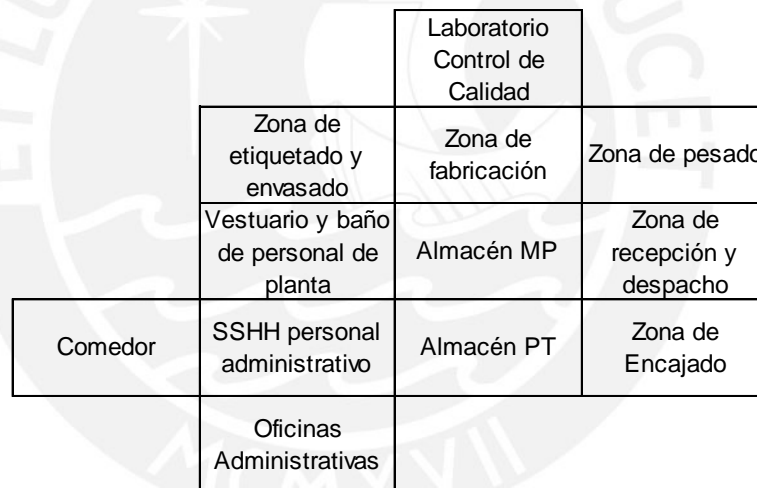 Laboratorio
Control de
Calidad
Zona de
etiquetado y
envasado
Zona de
fabricación
Zona de pesado
Vestuario y baño
de personal de
planta
Almacén MP
Zona de
recepción y
despacho
Comedor
SSHH personal
administrativo
Almacén PT
Zona de
Encajado
Oficinas
Administrativas
MCMXVII